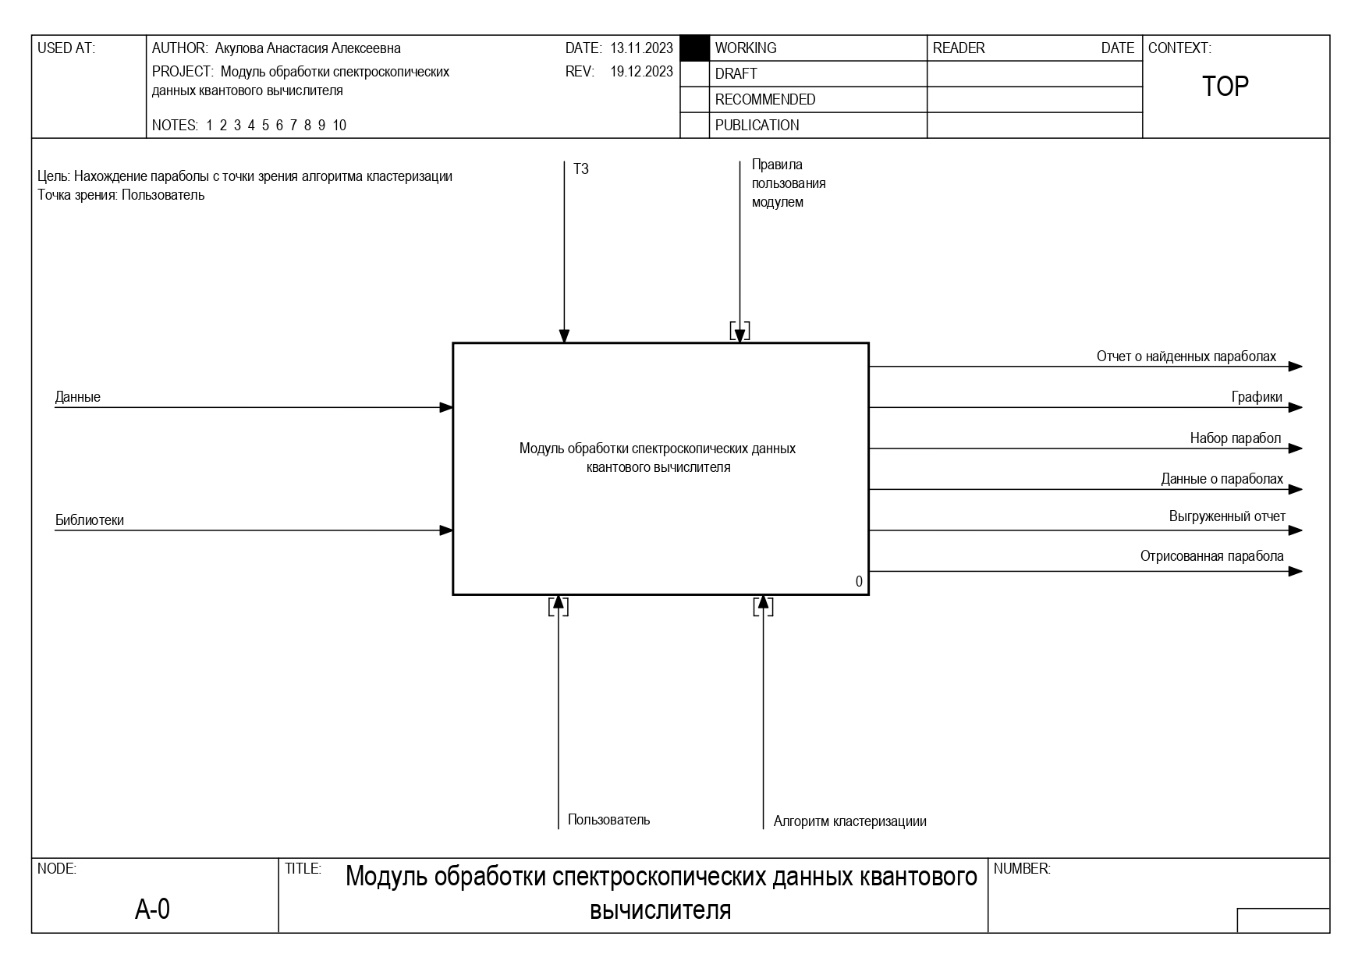 USED AT:
AUTHOR: Акулова Анастасия Алексеевна
DATE: 13.11.2023
WORKING
READER
DATE
CONTEXT:
PROJECT: Модуль обработки спектроскопических
REV: 19.12.2023
DRAFT
TOP
данных квантового вычислителя
RECOMMENDED
NOTES: 1 2 3 4 5 6 7 8 9 10
PUBLICATION
Цель: Нахождение параболы с точки зрения алгоритма кластеризации
Точка зрения: Пользователь
ТЗ
Правила
пользования
модулем
Данные
Библиотеки
Модуль обработки спектроскопических данных
квантового вычислителя
0
Отчет о найденных параболах
Графики
Набор парабол
Данные о параболах
Выгруженный отчет
Отрисованная парабола
Пользователь
Алгоритм кластеризациии
NODE:
A-0
TITLE:
Модуль обработки спектроскопических данных квантового
вычислителя
NUMBER: